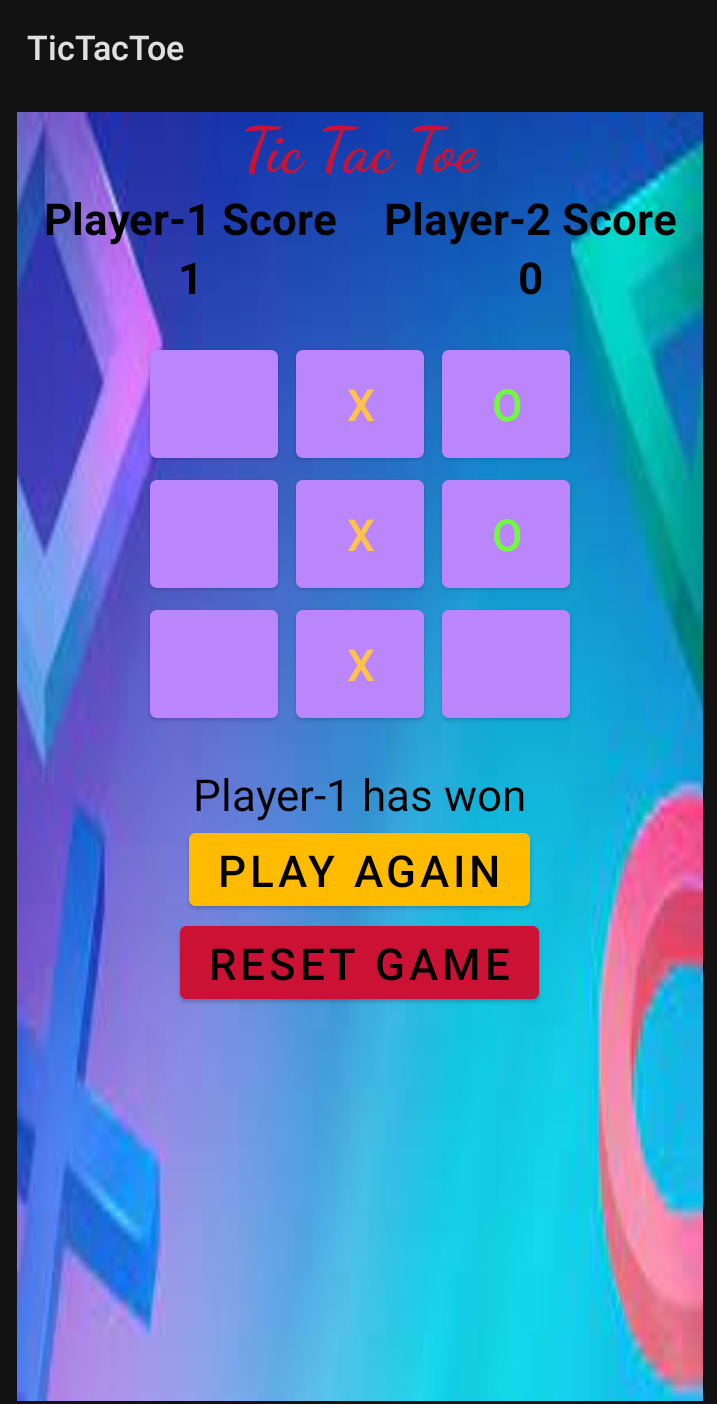 TicTacToe
Tic Tac Toe
Player-1 Score Player-2 Score
1 0
X O
X O
X
Player-1 has won
PLAY AGAIN
RESET GAME